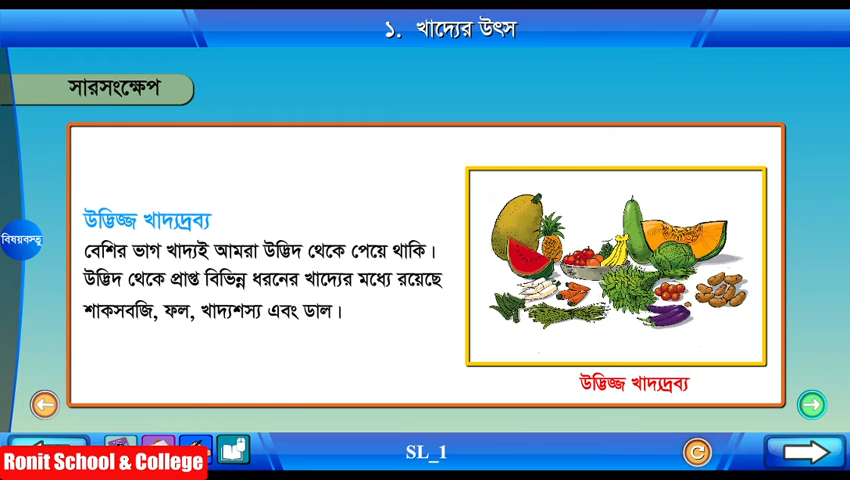 ১. খাদ্যের উৎস
সারসংক্ষেপ
বিষয়বস্তু
উদ্ভিজ্জ খাদ্যদ্রব্য
বেশির ভাগ খাদ্যই আমরা উদ্ভিদ থেকে পেয়ে থাকি।
উদ্ভিদ থেকে প্রাপ্ত বিভিন্ন ধরনের খাদ্যের মধ্যে রয়েছে
শাকসবজি, ফল, খাদ্যশস্য এবং ডাল।
উদ্ভিজ্জ খাদ্যদ্রব্য
SL_1
Ronit School & College